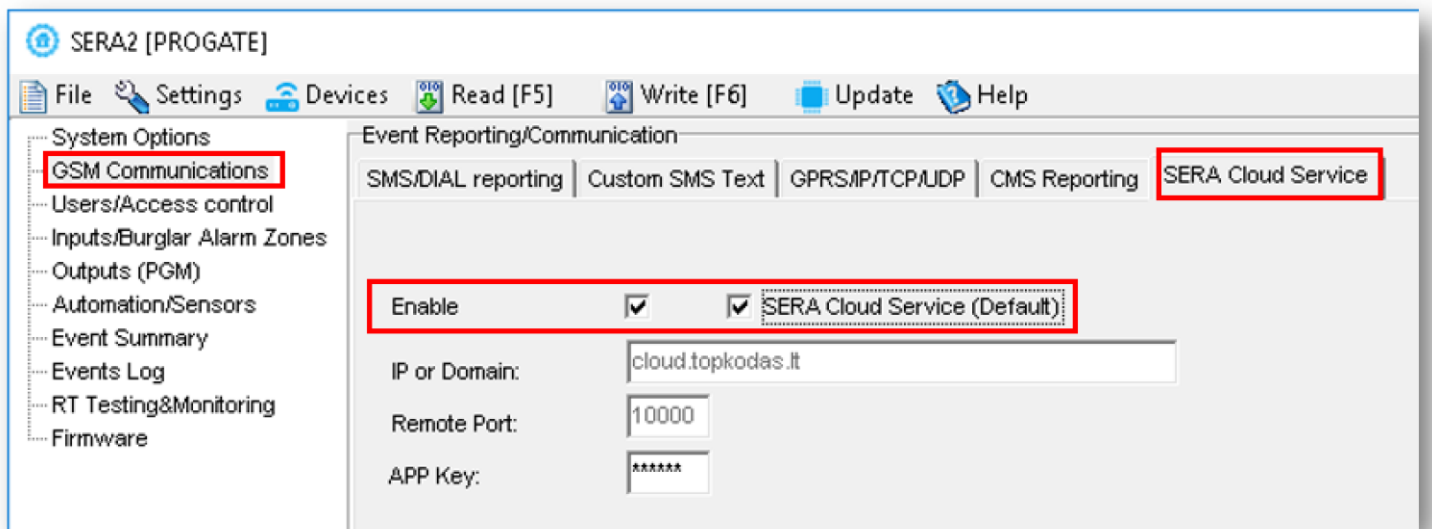 SERA2 [PROGATE]
File Settings Devices Read [F5] Write [F6] Update Help
System Options
GSM Communications
Users/Access control
Inputs/Burglar Alarm Zones
Outputs (PGM)
Automation/Sensors
Event Summary
Events Log
RT Testing&Monitoring
Firmware
Event Reporting/Communication
SMS/DIAL reporting Custom SMS Text GPRS/IP/TCP/UDP CMS Reporting SERA Cloud Service
Enable SERA Cloud Service (Default)
IP or Domain: cloud.topkodas.lt
Remote Port: 10000
APP Key: ******